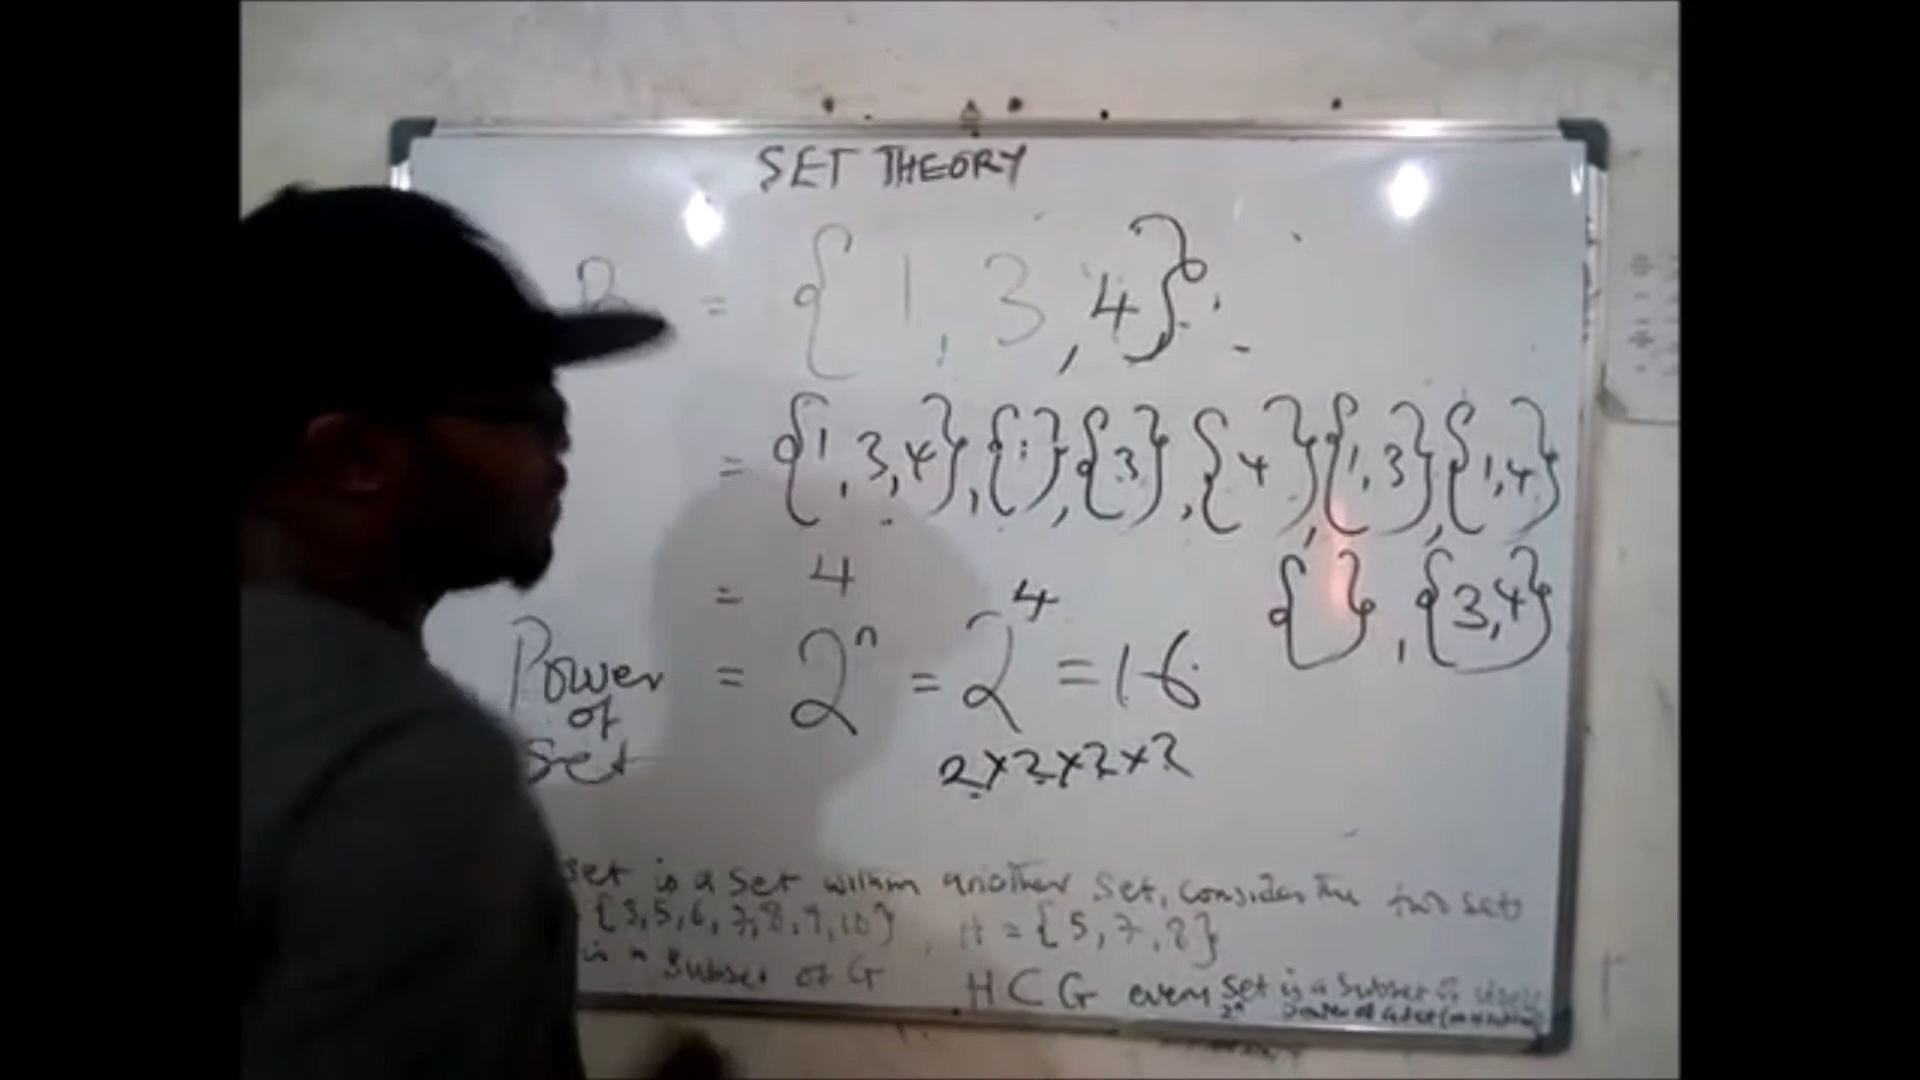 SET THEORY
B = {1, 3, 4}
= {1, 3, 4}, {1}, {3}, {4}, {1, 3}, {1, 4}
{ }, {3, 4}
= 4
Power of Set = 2ⁿ = 2⁴ = 16
2×2×2×2
set is a set within another set, consider the two sets
{3, 5, 6, 7, 8, 9, 10}, H = {5, 7, 8}
is a subset of G H ⊂ G every set is a subset of itself
2ⁿ